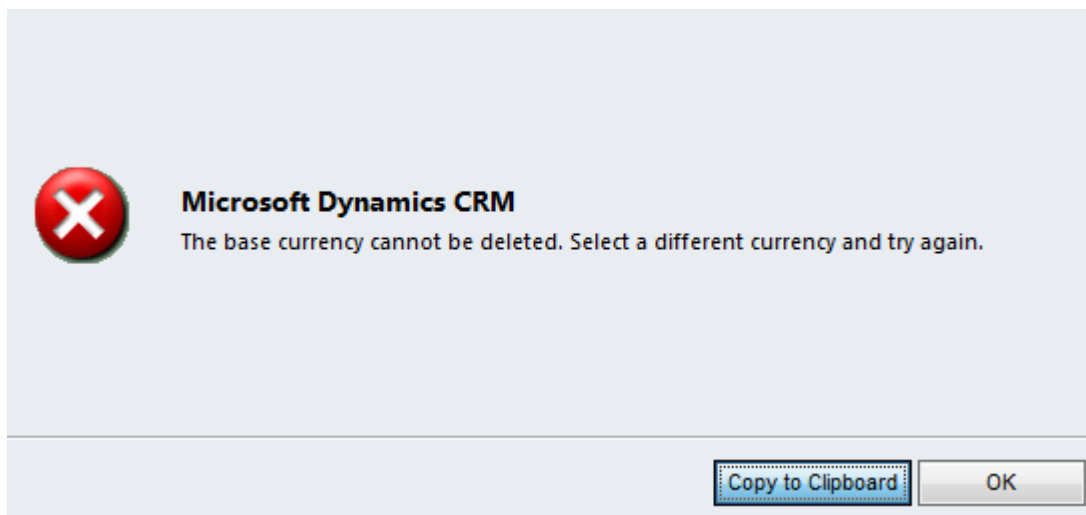 Microsoft Dynamics CRM
The base currency cannot be deleted. Select a different currency and try again.
Copy to Clipboard
OK